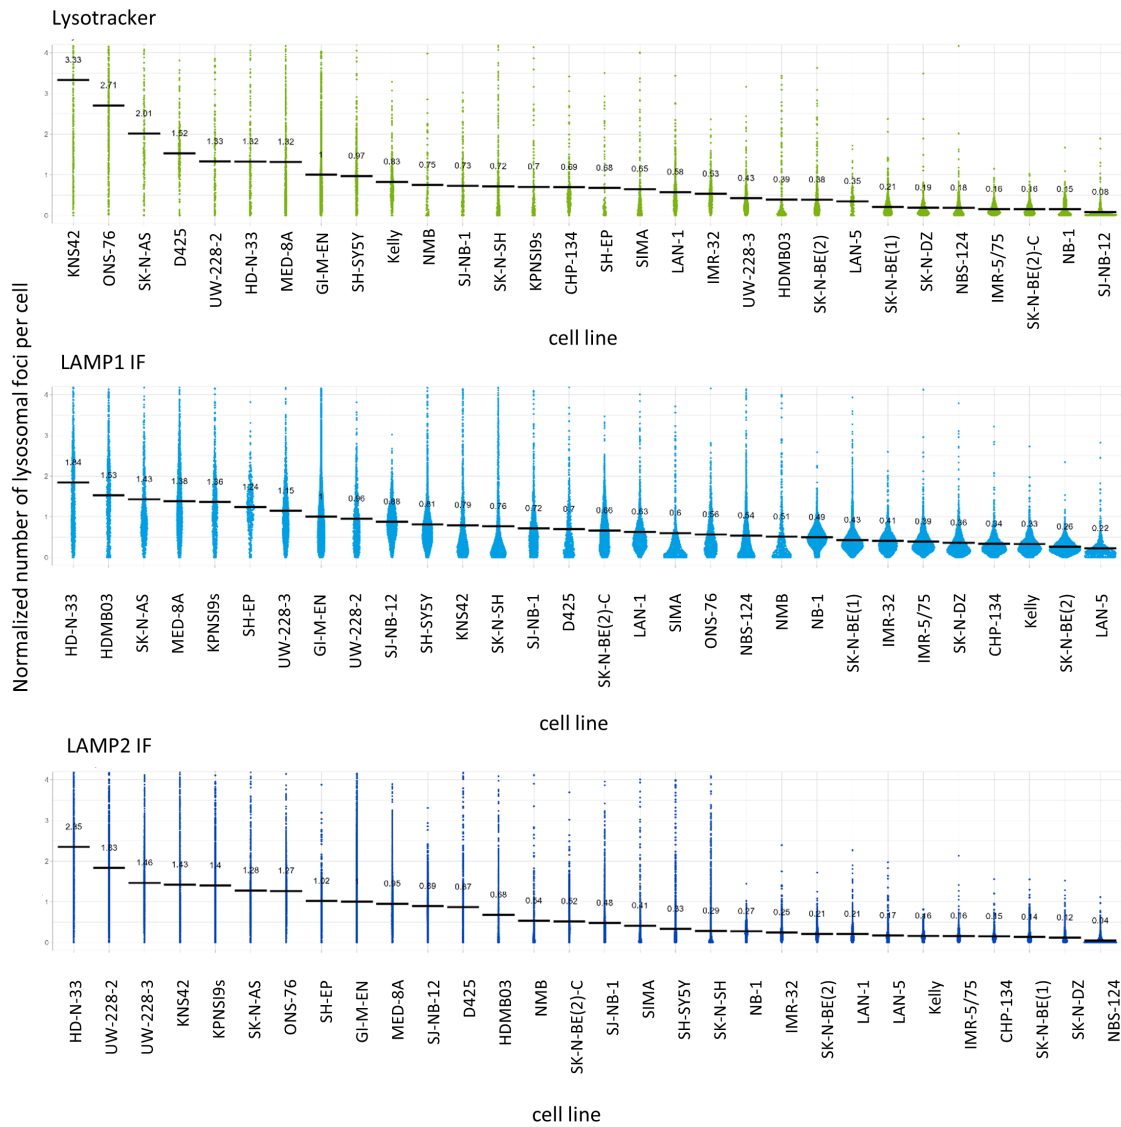 Lysotracker
Normalized number of lysosomal foci per cell
4
3
2
1
0
3.33 2.71 2.01 1.52 1.33 1.32 1.32 1 0.97 0.83 0.75 0.73 0.72 0.7 0.69 0.68 0.65 0.58 0.53 0.43 0.39 0.38 0.35 0.21 0.19 0.18 0.16 0.16 0.15 0.08
KNS42 ONS-76 SK-N-AS D425 UW-228-2 HD-N-33 MED-8A GI-M-EN SH-SY5Y Kelly NMB SJ-NB-1 SK-N-SH KPNSI9s CHP-134 SH-EP SIMA LAN-1 IMR-32 UW-228-3 HDMB03 SK-N-BE(2) LAN-5 SK-N-BE(1) SK-N-DZ NBS-124 IMR-5/75 SK-N-BE(2)-C NB-1 SJ-NB-12
cell line
LAMP1 IF
4
3
2
1
0
1.84 1.53 1.43 1.38 1.36 1.24 1.15 1 0.96 0.88 0.81 0.79 0.76 0.72 0.7 0.66 0.63 0.6 0.56 0.54 0.51 0.49 0.43 0.41 0.39 0.36 0.34 0.33 0.26 0.22
HD-N-33 HDMB03 SK-N-AS MED-8A KPNSI9s SH-EP UW-228-3 GI-M-EN UW-228-2 SJ-NB-12 SH-SY5Y KNS42 SK-N-SH SJ-NB-1 D425 SK-N-BE(2)-C LAN-1 SIMA ONS-76 NBS-124 NMB NB-1 SK-N-BE(1) IMR-32 IMR-5/75 SK-N-DZ CHP-134 Kelly SK-N-BE(2) LAN-5
cell line
LAMP2 IF
4
3
2
1
0
2.35 1.83 1.46 1.43 1.4 1.28 1.27 1.02 1 0.95 0.89 0.87 0.68 0.54 0.52 0.48 0.41 0.33 0.29 0.27 0.25 0.21 0.21 0.17 0.16 0.16 0.15 0.14 0.12 0.04
HD-N-33 UW-228-2 UW-228-3 KNS42 KPNSI9s SK-N-AS ONS-76 SH-EP GI-M-EN MED-8A SJ-NB-12 D425 HDMB03 NMB SK-N-BE(2)-C SJ-NB-1 SIMA SH-SY5Y SK-N-SH NB-1 IMR-32 SK-N-BE(2) LAN-1 LAN-5 Kelly IMR-5/75 CHP-134 SK-N-BE(1) SK-N-DZ NBS-124
cell line